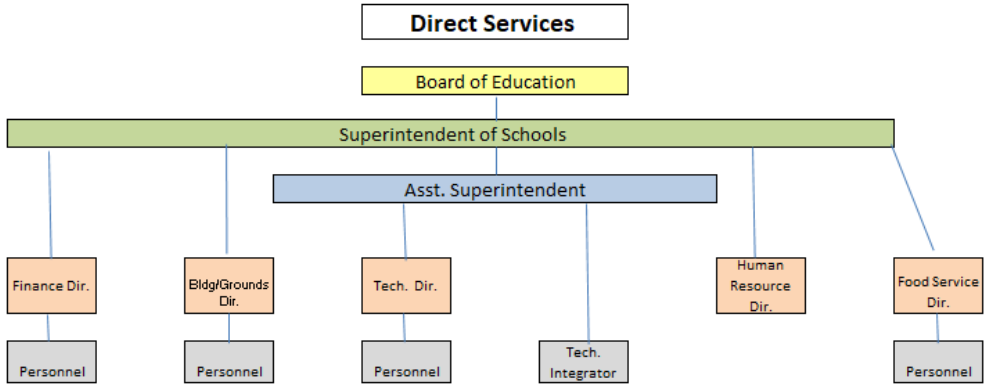 Direct Services
Board of Education
Superintendent of Schools
Asst. Superintendent
Finance Dir.
Bldg/Grounds
Dir.
Tech. Dir.
Human
Resource
Dir.
Food Service
Dir.
Personnel
Personnel
Personnel
Tech.
Integrator
Personnel